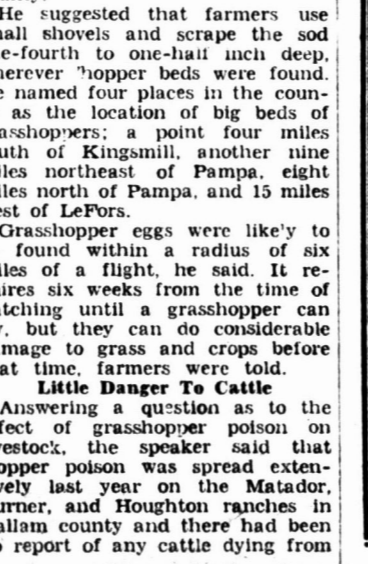 He suggested that farmers use
all shovels and scrape the sod
e-fourth to one-half inch deep,
herever 'hopper beds were found.
e named four places in the coun-
as the location of big beds of
asshoppers; a point four miles
uth of Kingsmill, another nine
les northeast of Pampa, eight
les north of Pampa, and 15 miles
est of LeFors.
Grasshopper eggs were like'y to
found within a radius of six
les of a flight, he said. It re-
ires six weeks from the time of
tching until a grasshopper can
, but they can do considerable
mage to grass and crops before
at time, farmers were told.
Little Danger To Cattle
Answering a question as to the
fect of grasshopper poison on
estock, the speaker said that
opper poison was spread exten-
vely last year on the Matador,
urner, and Houghton ranches in
allam county and there had been
report of any cattle dying from